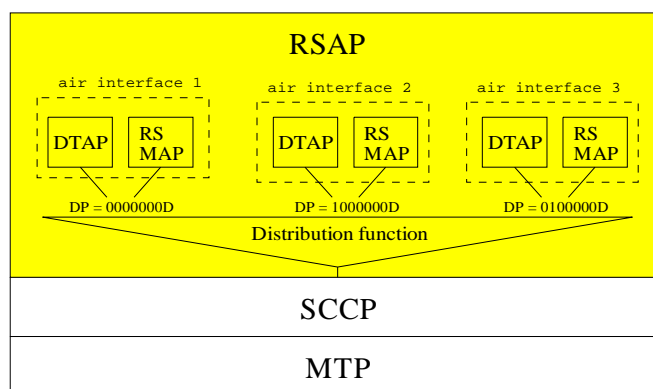 RSAP
air interface 1
air interface 2
air interface 3
DTAP
RS
MAP
DTAP
RS
MAP
DTAP
RS
MAP
DP = 0000000D
DP = 1000000D
DP = 0100000D
Distribution function
SCCP
MTP